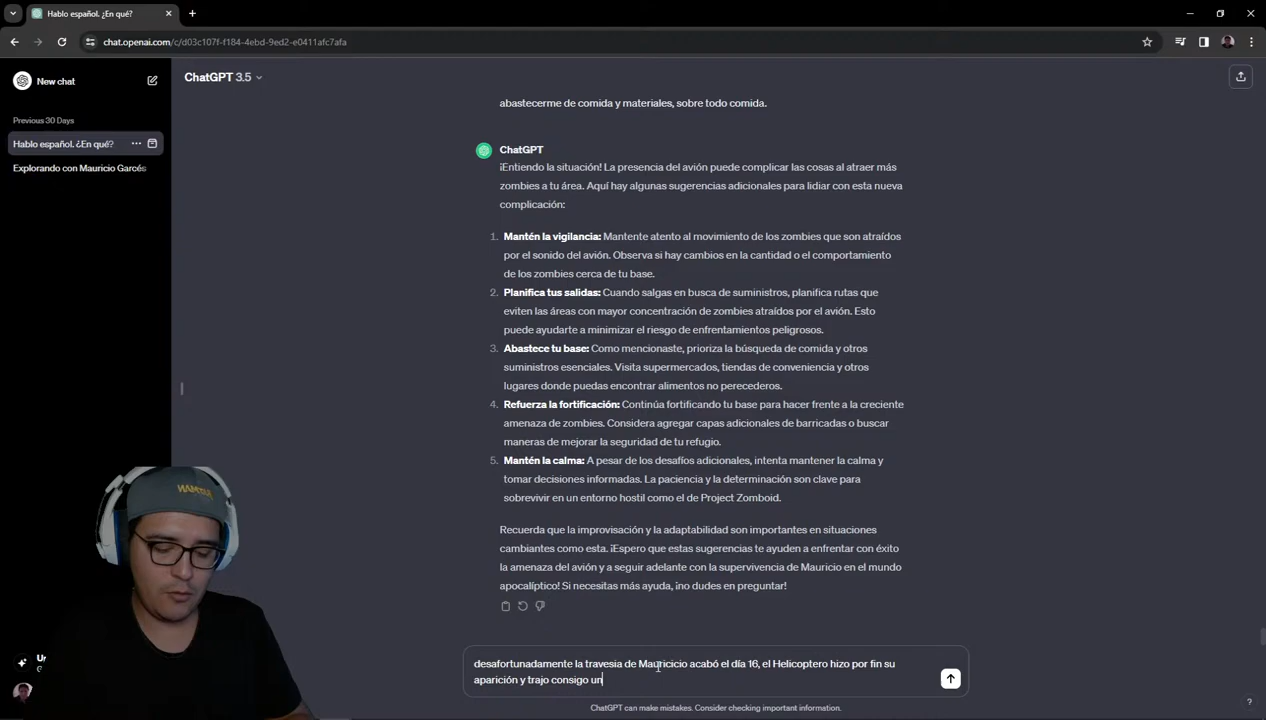 Hablo español. ¿En qué?
chat.openai.com/c/d03c107f-f184-4ebd-9ed2-e0411afc7afa
New chat
Previous 30 Days
Hablo español. ¿En qué?
Explorando con Mauricio Garcés
ChatGPT 3.5
abastecerme de comida y materiales, sobre todo comida.
ChatGPT
¡Entiendo la situación! La presencia del avión puede complicar las cosas al atraer más
zombies a tu área. Aquí hay algunas sugerencias adicionales para lidiar con esta nueva
complicación:
1. Mantén la vigilancia: Mantente atento al movimiento de los zombies que son atraídos
por el sonido del avión. Observa si hay cambios en la cantidad o el comportamiento
de los zombies cerca de tu base.
2. Planifica tus salidas: Cuando salgas en busca de suministros, planifica rutas que
eviten las áreas con mayor concentración de zombies atraídos por el avión. Esto
puede ayudarte a minimizar el riesgo de enfrentamientos peligrosos.
3. Abastece tu base: Como mencionaste, prioriza la búsqueda de comida y otros
suministros esenciales. Visita supermercados, tiendas de conveniencia y otros
lugares donde puedas encontrar alimentos no perecederos.
4. Refuerza la fortificación: Continúa fortificando tu base para hacer frente a la creciente
amenaza de zombies. Considera agregar capas adicionales de barricadas o buscar
maneras de mejorar la seguridad de tu refugio.
5. Mantén la calma: A pesar de los desafíos adicionales, intenta mantener la calma y
tomar decisiones informadas. La paciencia y la determinación son clave para
sobrevivir en un entorno hostil como el de Project Zomboid.
Recuerda que la improvisación y la adaptabilidad son importantes en situaciones
cambiantes como esta. ¡Espero que estas sugerencias te ayuden a enfrentar con éxito
la amenaza del avión y a seguir adelante con la supervivencia de Mauricio en el mundo
apocalíptico! Si necesitas más ayuda, ¡no dudes en preguntar!
desafortunadamente la travesia de Mauricicio acabó el día 16, el Helicoptero hizo por fin su
aparición y trajo consigo un
ChatGPT can make mistakes. Consider checking important information.
?